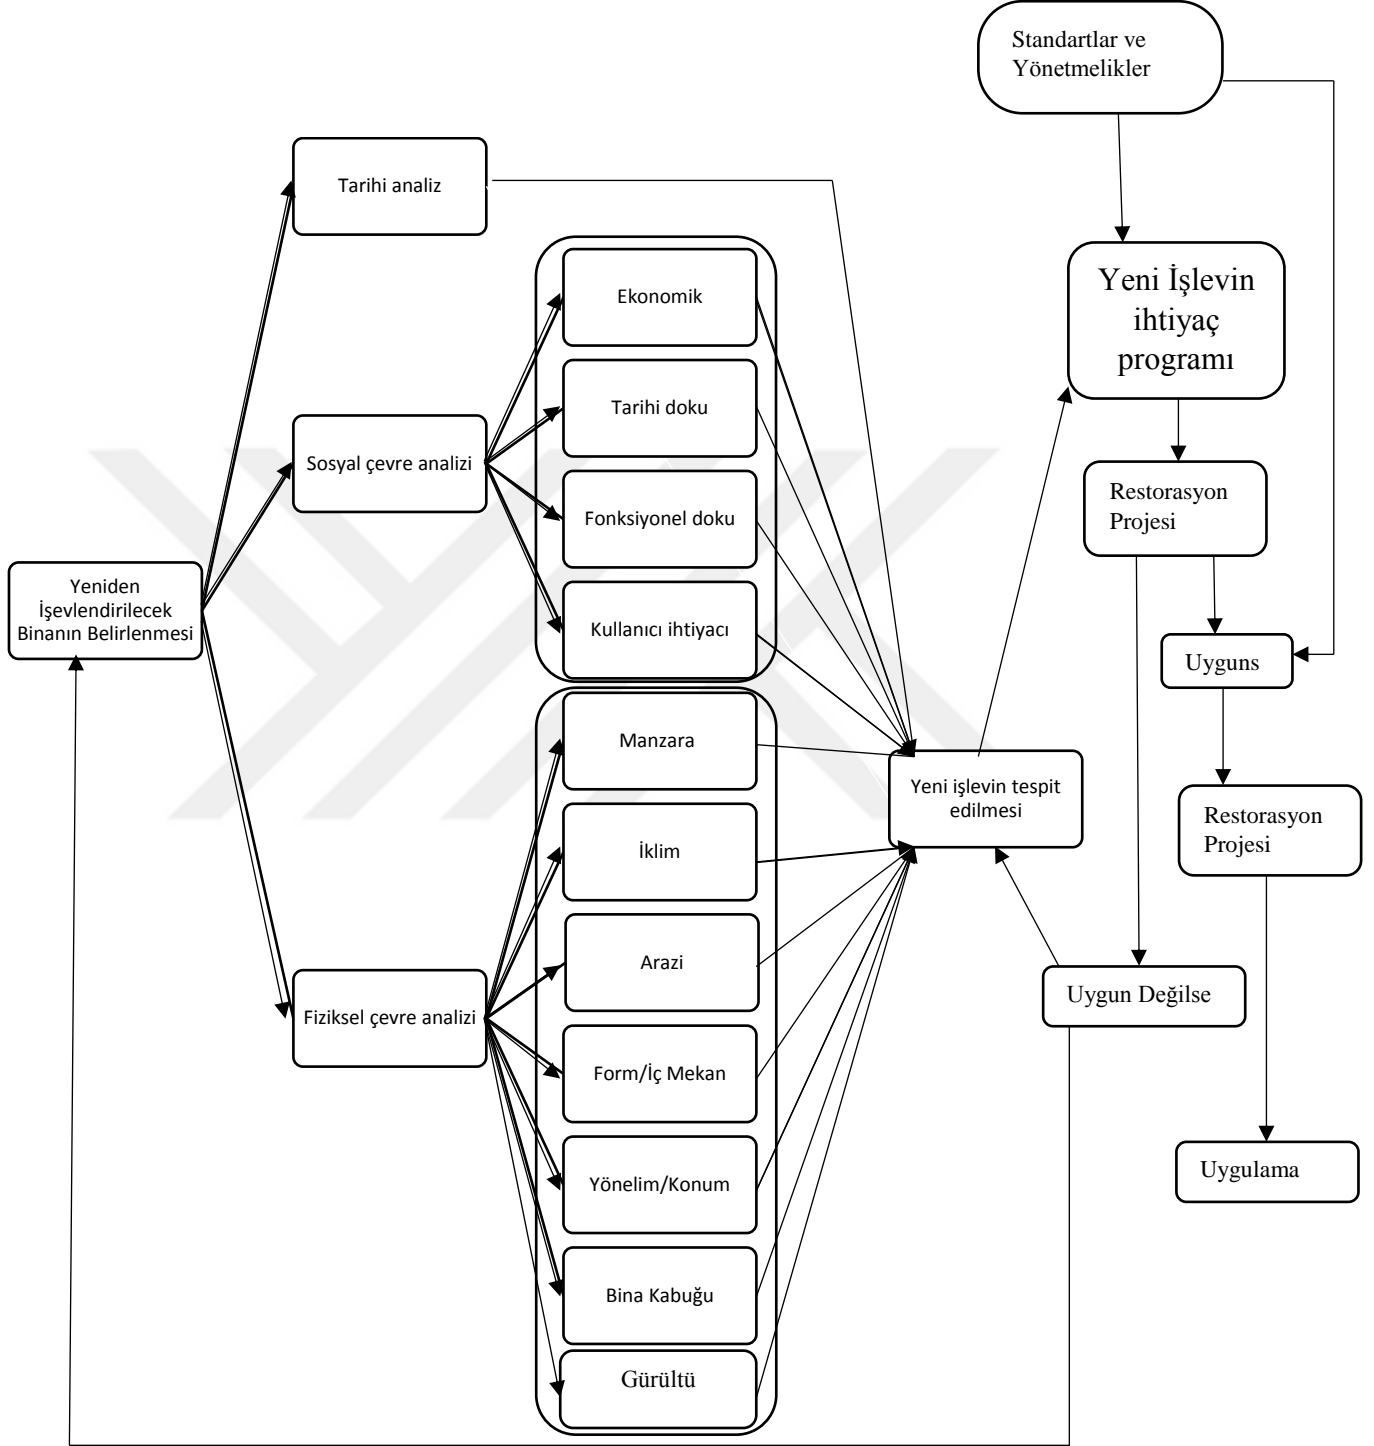 Standartlar ve
Yönetmelikler
Tarihi analiz
Ekonomik
Yeni İşlevin
ihtiyaç
programı
Tarihi doku
Sosyal çevre analizi
Restorasyon
Projesi
Fonksiyonel doku
Yeniden
İşevlendirilecek
Binanın Belirlenmesi
Kullanıcı ihtiyacı
Uyguns
Manzara
Yeni işlevin tespit
edilmesi
Restorasyon
Projesi
İklim
Arazi
Uygun Değilse
Fiziksel çevre analizi
Form/İç Mekan
Yönelim/Konum
Uygulama
Bina Kabuğu
Gürültü